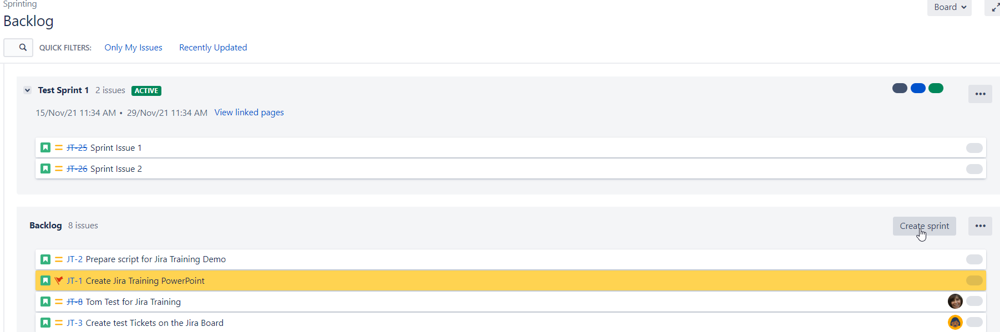 Sprinting
Backlog
Board
QUICK FILTERS: Only My Issues Recently Updated
Test Sprint 1 2 issues ACTIVE
15/Nov/21 11:34 AM • 29/Nov/21 11:34 AM View linked pages
JT-25 Sprint Issue 1
JT-26 Sprint Issue 2
Backlog 8 issues
Create sprint
JT-2 Prepare script for Jira Training Demo
JT-1 Create Jira Training PowerPoint
JT-8 Tom Test for Jira Training
JT-3 Create test Tickets on the Jira Board